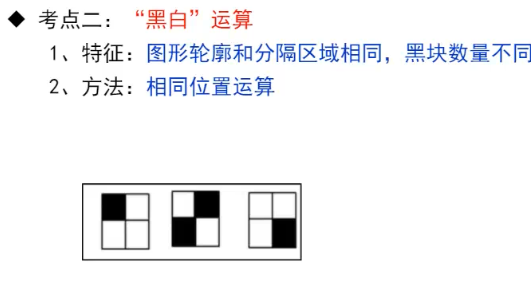 ◆ 考点二：“黑白”运算
1、特征：图形轮廓和分隔区域相同，黑块数量不同
2、方法：相同位置运算